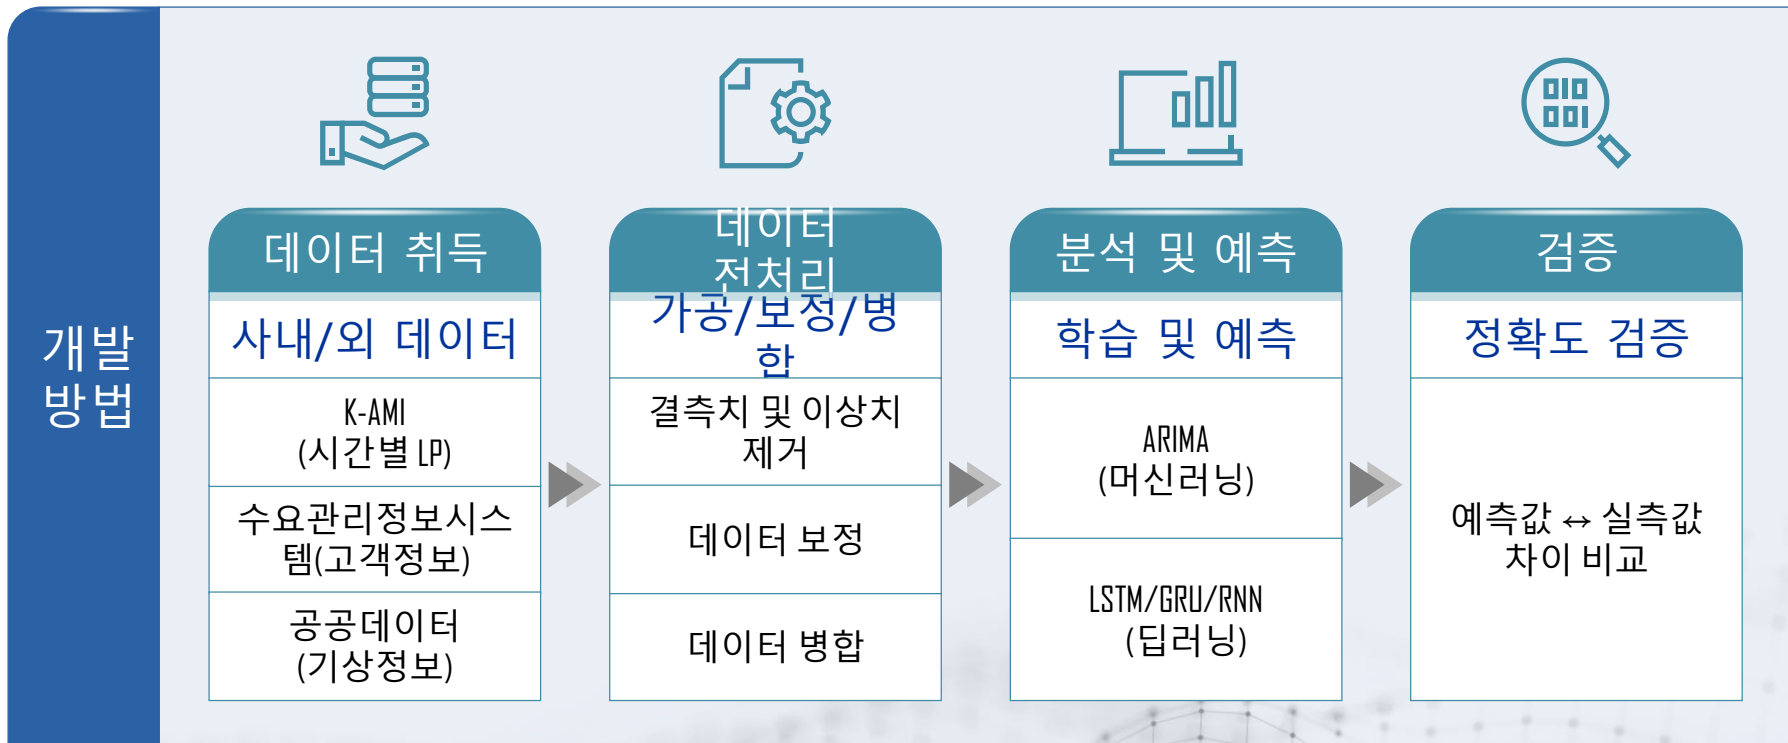 개발
방법
데이터 취득
사내/외 데이터
K-AMI
(시간별 LP)
수요관리정보시스
템(고객정보)
공공데이터
(기상정보)
데이터
전처리
가공/보정/병
합
결측치 및 이상치
제거
데이터 보정
데이터 병합
분석 및 예측
학습 및 예측
ARIMA
(머신러닝)
LSTM/GRU/RNN
(딥러닝)
검증
정확도 검증
예측값 ↔ 실측값
차이 비교